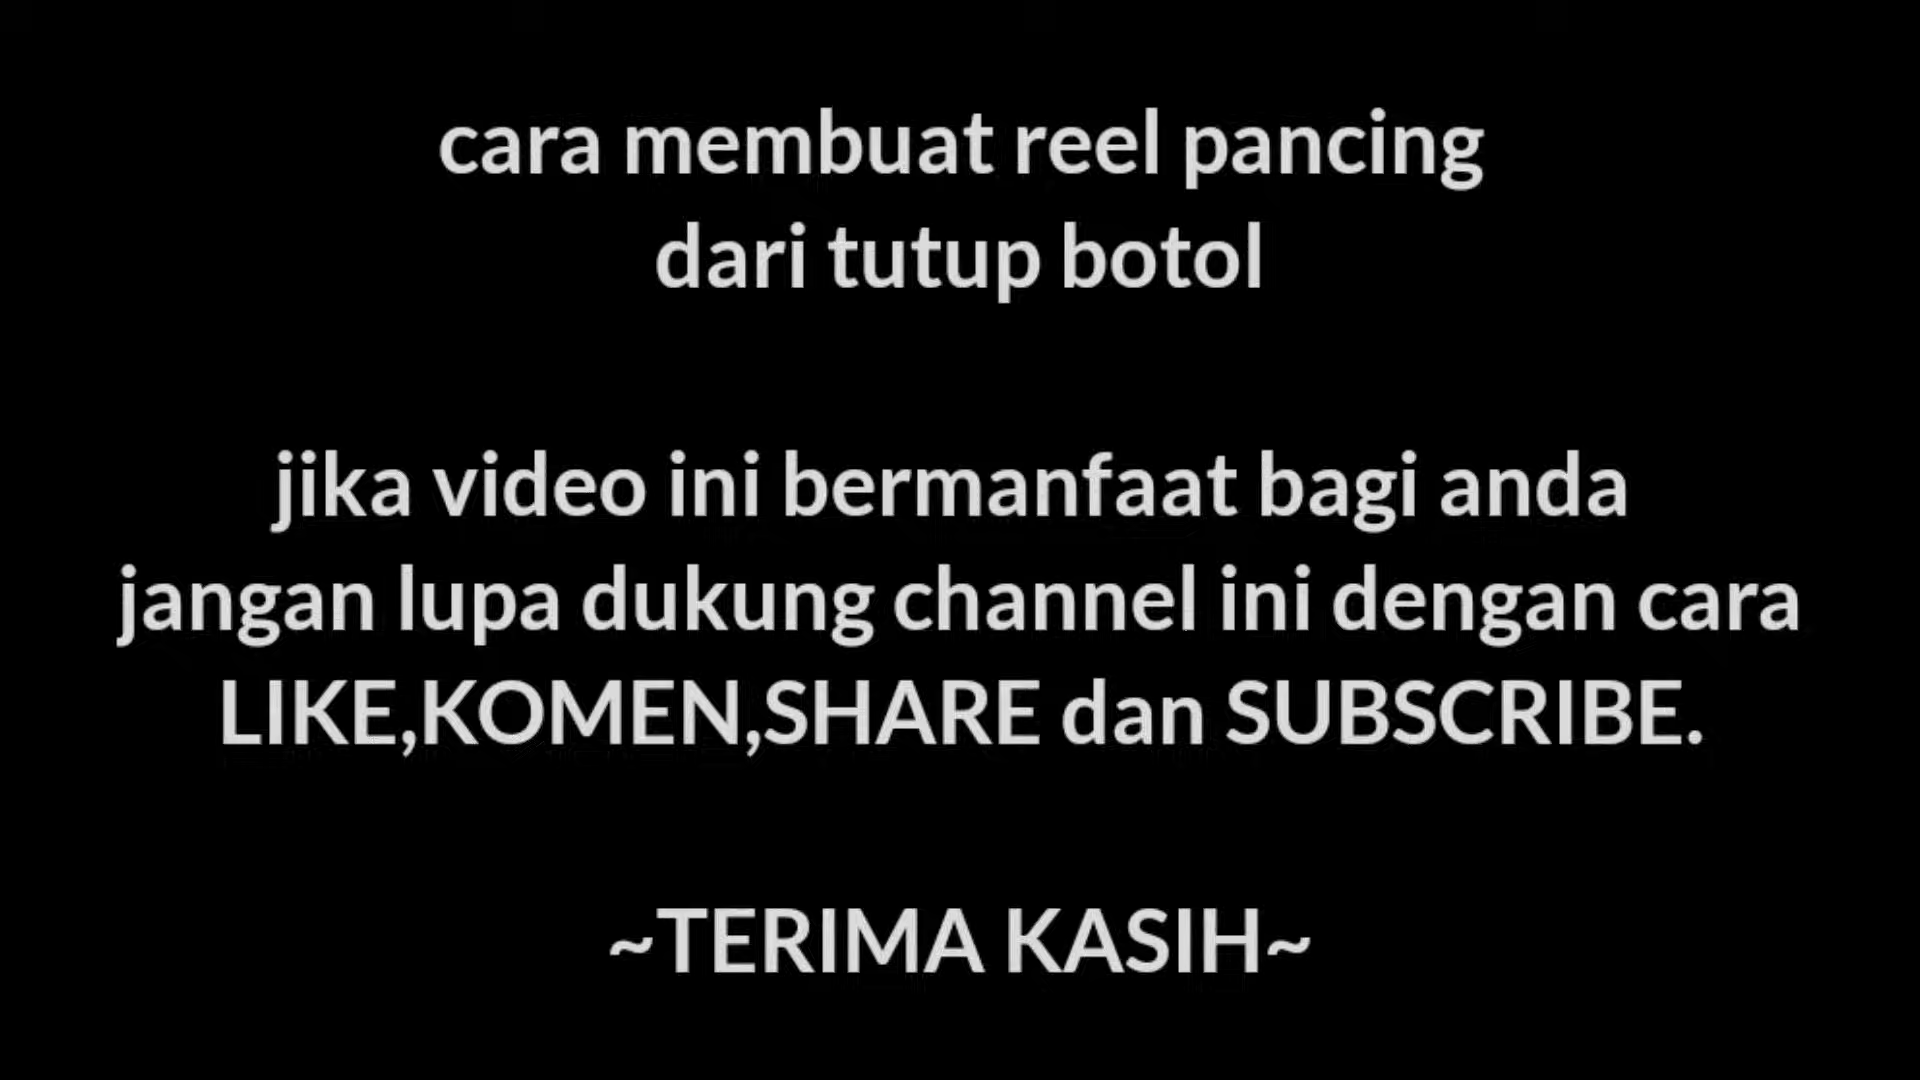 cara membuat reel pancing
dari tutup botol
jika video ini bermanfaat bagi anda
jangan lupa dukung channel ini dengan cara
LIKE,KOMEN,SHARE dan SUBSCRIBE.
~TERIMA KASIH~